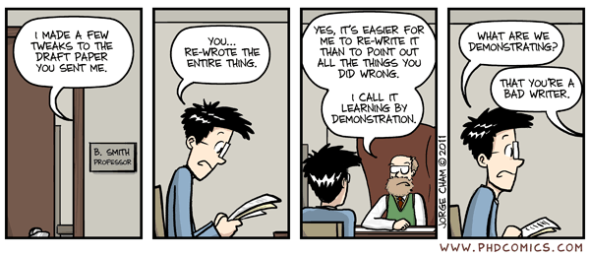 I MADE A FEW
TWEAKS TO THE
DRAFT PAPER
YOU SENT ME.
B. SMITH
PROFESSOR
YOU...
RE-WROTE THE
ENTIRE THING.
YES, IT'S EASIER FOR
ME TO RE-WRITE IT
THAN TO POINT OUT
ALL THE THINGS YOU
DID WRONG.
I CALL IT
LEARNING BY
DEMONSTRATION.
JORGE CHAM © 2011
WHAT ARE WE
DEMONSTRATING?
THAT YOU'RE A
BAD WRITER.
WWW.PHDCOMICS.COM